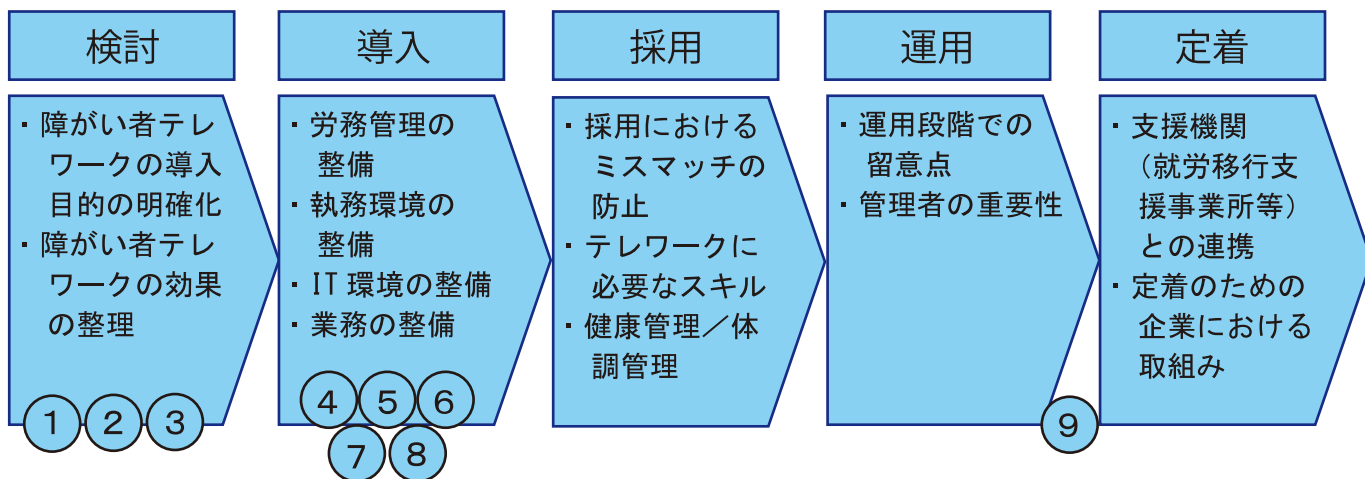 検討
・障がい者テレ
ワークの導入
目的の明確化
・障がい者テレ
ワークの効果
の整理
① ② ③
導入
・労務管理の
整備
・執務環境の
整備
・IT 環境の整備
・業務の整備
④ ⑤ ⑥
⑦ ⑧
採用
・採用における
ミスマッチの
防止
・テレワークに
必要なスキル
・健康管理／体
調管理
運用
・運用段階での
留意点
・管理者の重要性
⑨
定着
・支援機関
（就労移行支
援事業所等）
との連携
・定着のための
企業における
取組み